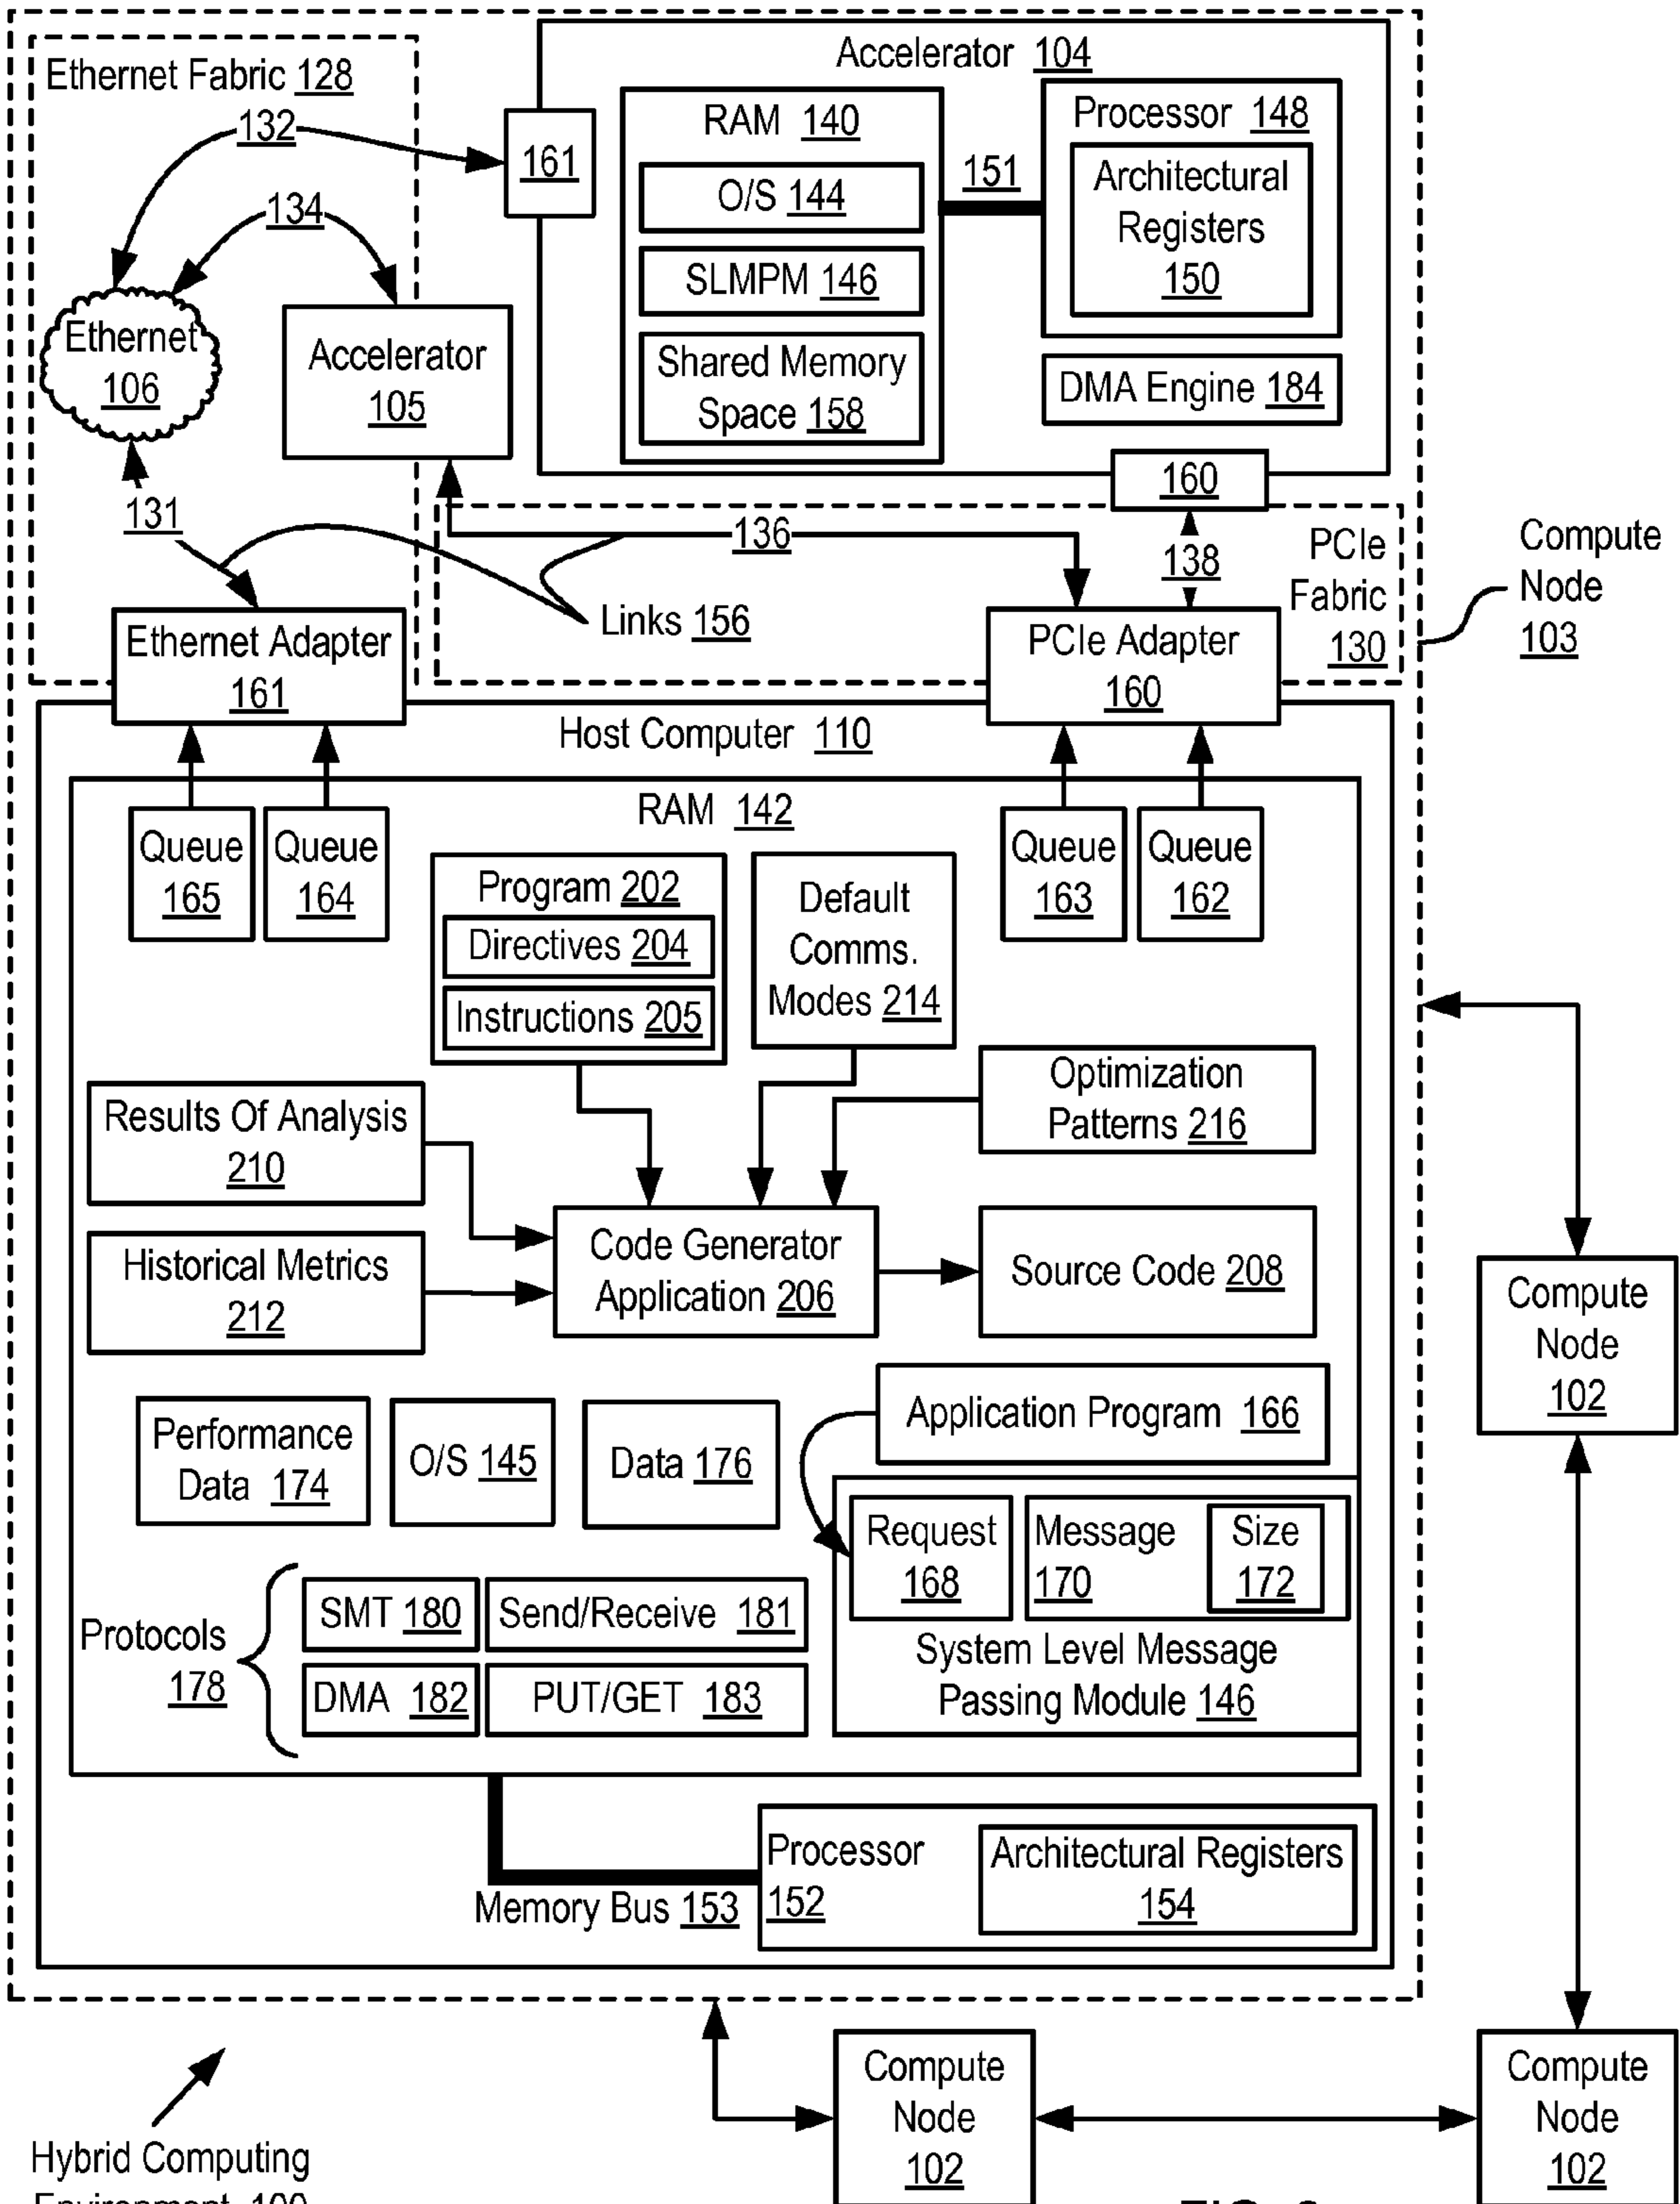 Accelerator 104
Ethernet Fabric 128
132
161
RAM 140
O/S 144
SLMPM 146
Shared Memory
Space 158
151
Processor 148
Architectural
Registers
150
DMA Engine 184
134
Ethernet
106
Accelerator
105
160
131
136
138
PCIe
Fabric
130
Compute
Node
103
Links 156
Ethernet Adapter
161
PCIe Adapter
160
Host Computer 110
RAM 142
Queue
165
Queue
164
Program 202
Directives 204
Instructions 205
Default
Comms.
Modes 214
Queue
163
Queue
162
Optimization
Patterns 216
Results Of Analysis
210
Historical Metrics
212
Code Generator
Application 206
Source Code 208
Compute
Node
102
Performance
Data 174
O/S 145
Data 176
Application Program 166
Request
168
Message
170
Size
172
System Level Message
Passing Module 146
Protocols
178
SMT 180
Send/Receive 181
DMA 182
PUT/GET 183
Processor
152
Architectural Registers
154
Memory Bus 153
Compute
Node
102
Compute
Node
102
Hybrid Computing
Environment 100